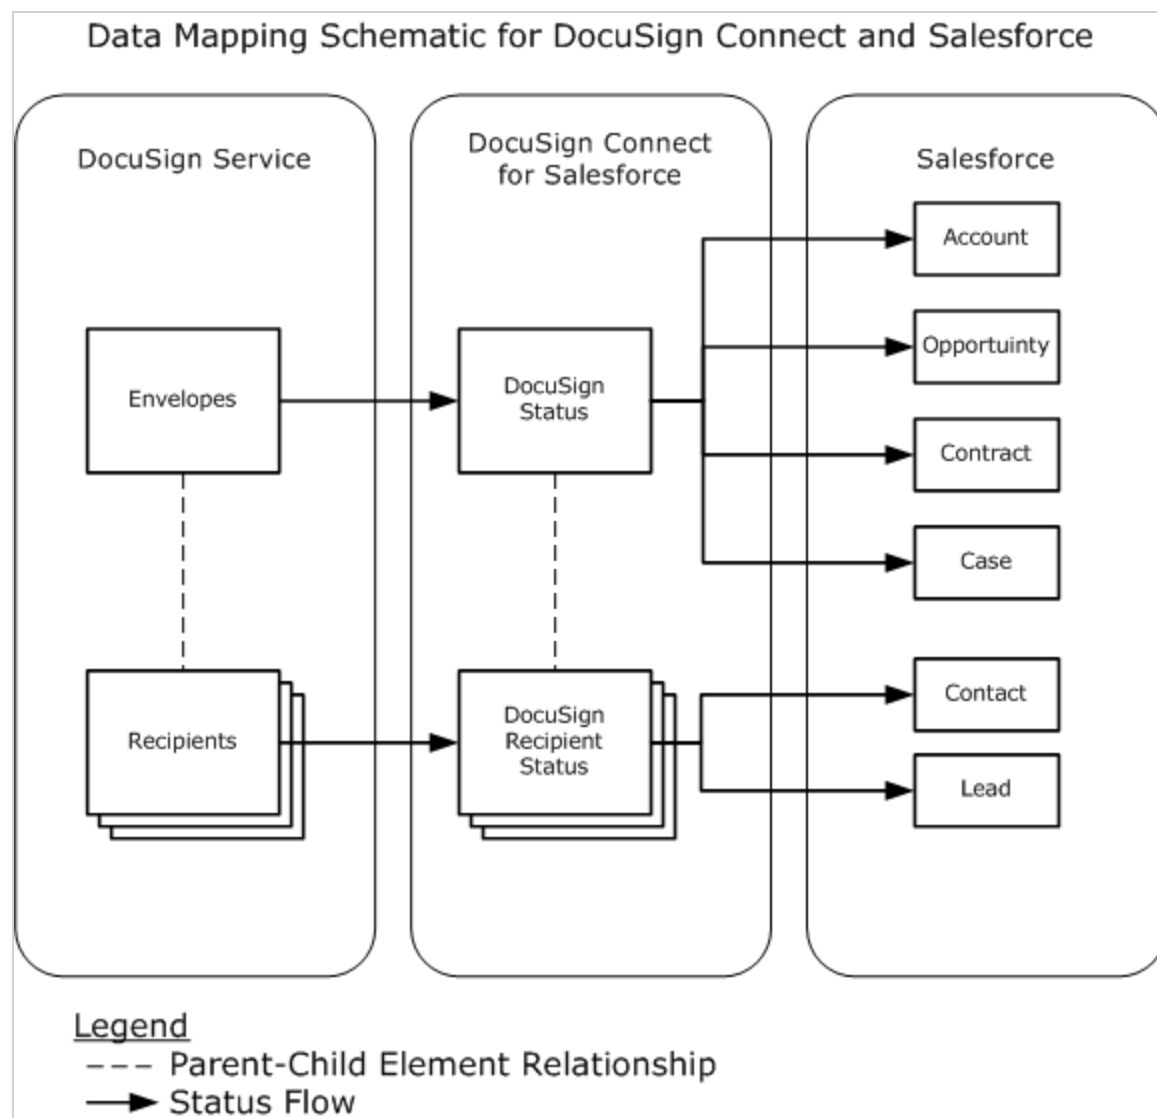 Data Mapping Schematic for DocuSign Connect and Salesforce
DocuSign Service
DocuSign Connect
for Salesforce
Salesforce
Account
Opportuinty
Contract
Case
Contact
Lead
Envelopes
DocuSign
Status
Recipients
DocuSign
Recipient
Status
Legend
Parent-Child Element Relationship
Status Flow